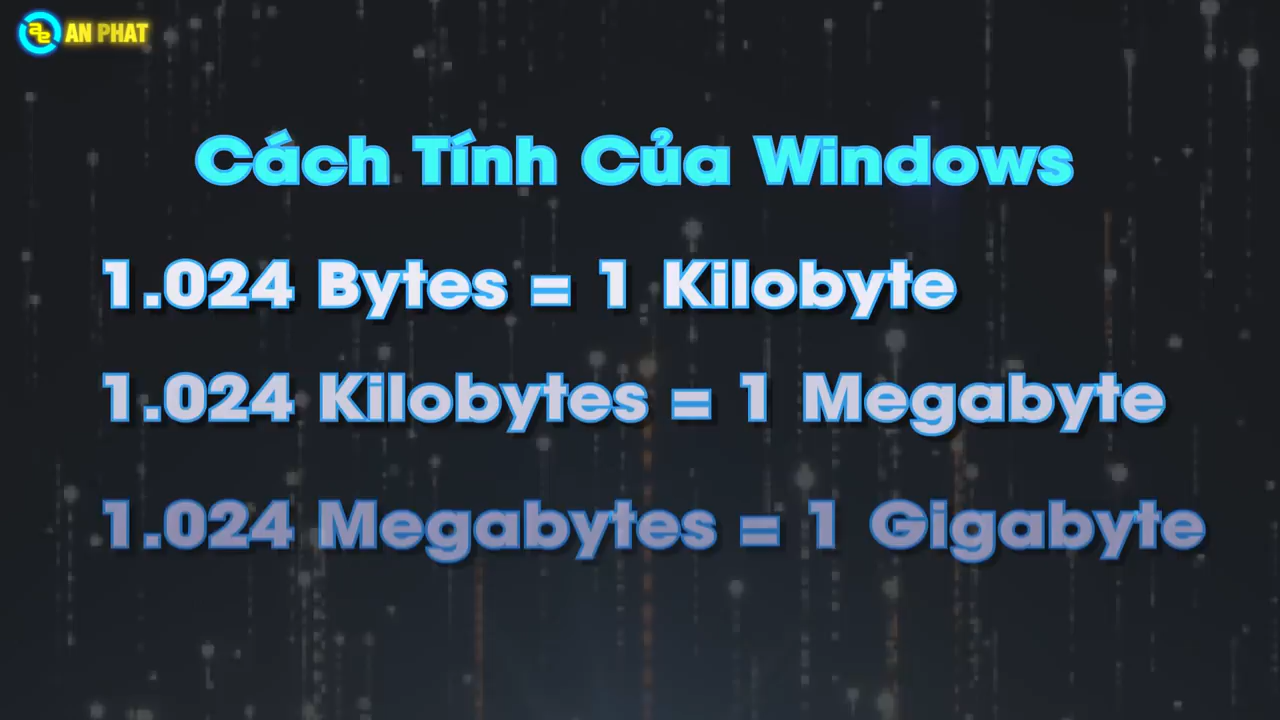 AN PHAT
Cách Tính Của Windows
1.024 Bytes = 1 Kilobyte
1.024 Kilobytes = 1 Megabyte
1.024 Megabytes = 1 Gigabyte